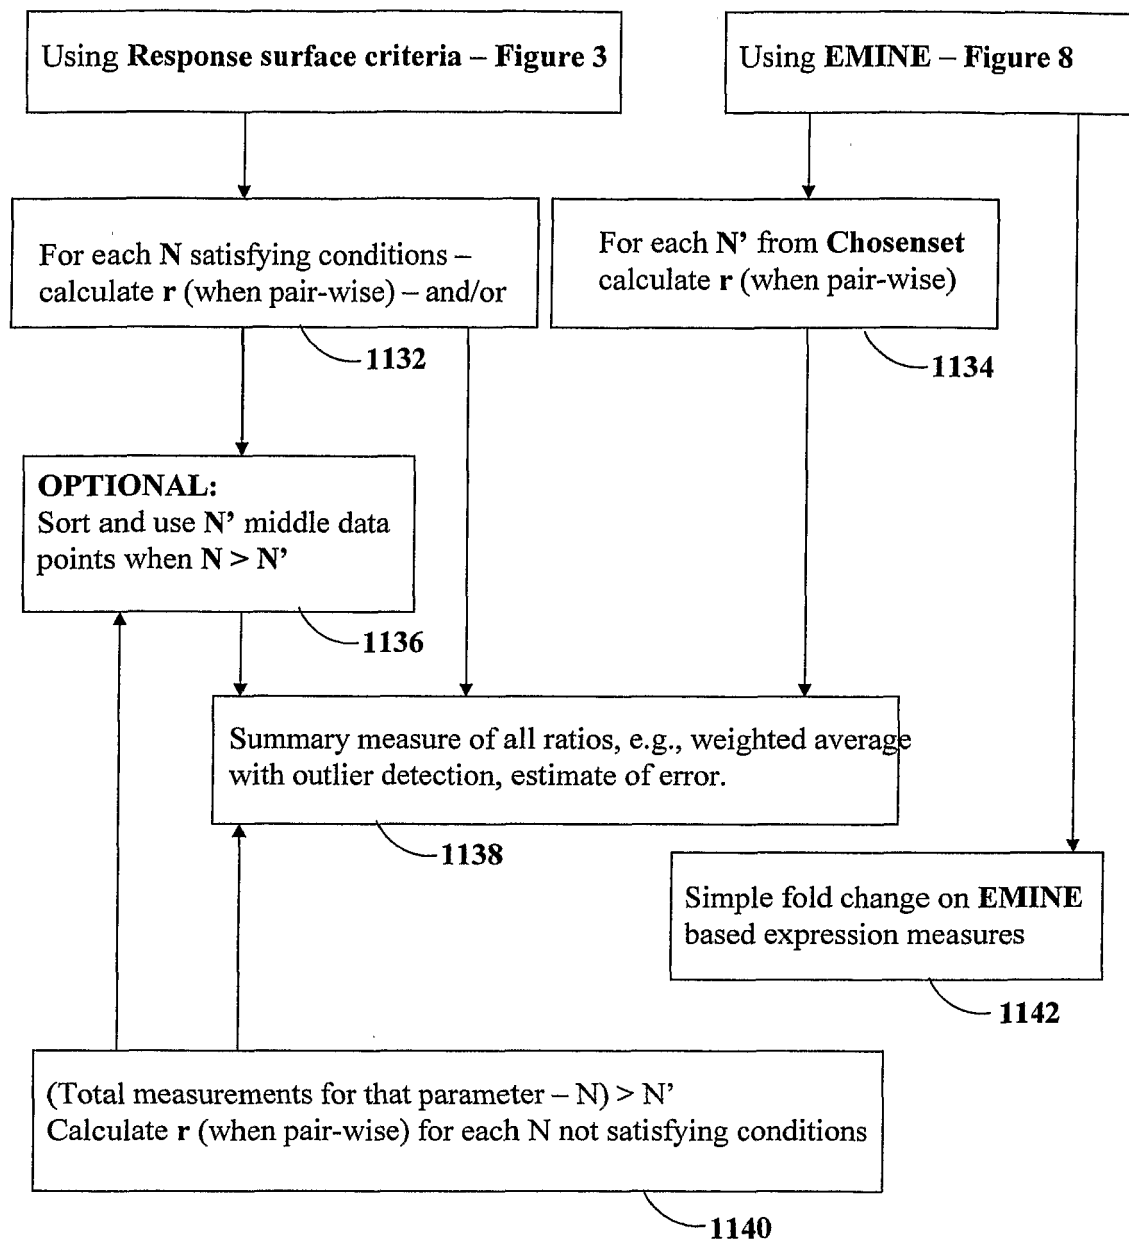 Using Response surface criteria – Figure 3
Using EMINE – Figure 8
For each N satisfying conditions –
calculate r (when pair-wise) – and/or
1132
For each N’ from Chosenset
calculate r (when pair-wise)
1134
OPTIONAL:
Sort and use N’ middle data
points when N > N’
1136
Summary measure of all ratios, e.g., weighted average
with outlier detection, estimate of error.
1138
Simple fold change on EMINE
based expression measures
1142
(Total measurements for that parameter – N) > N’
Calculate r (when pair-wise) for each N not satisfying conditions
1140